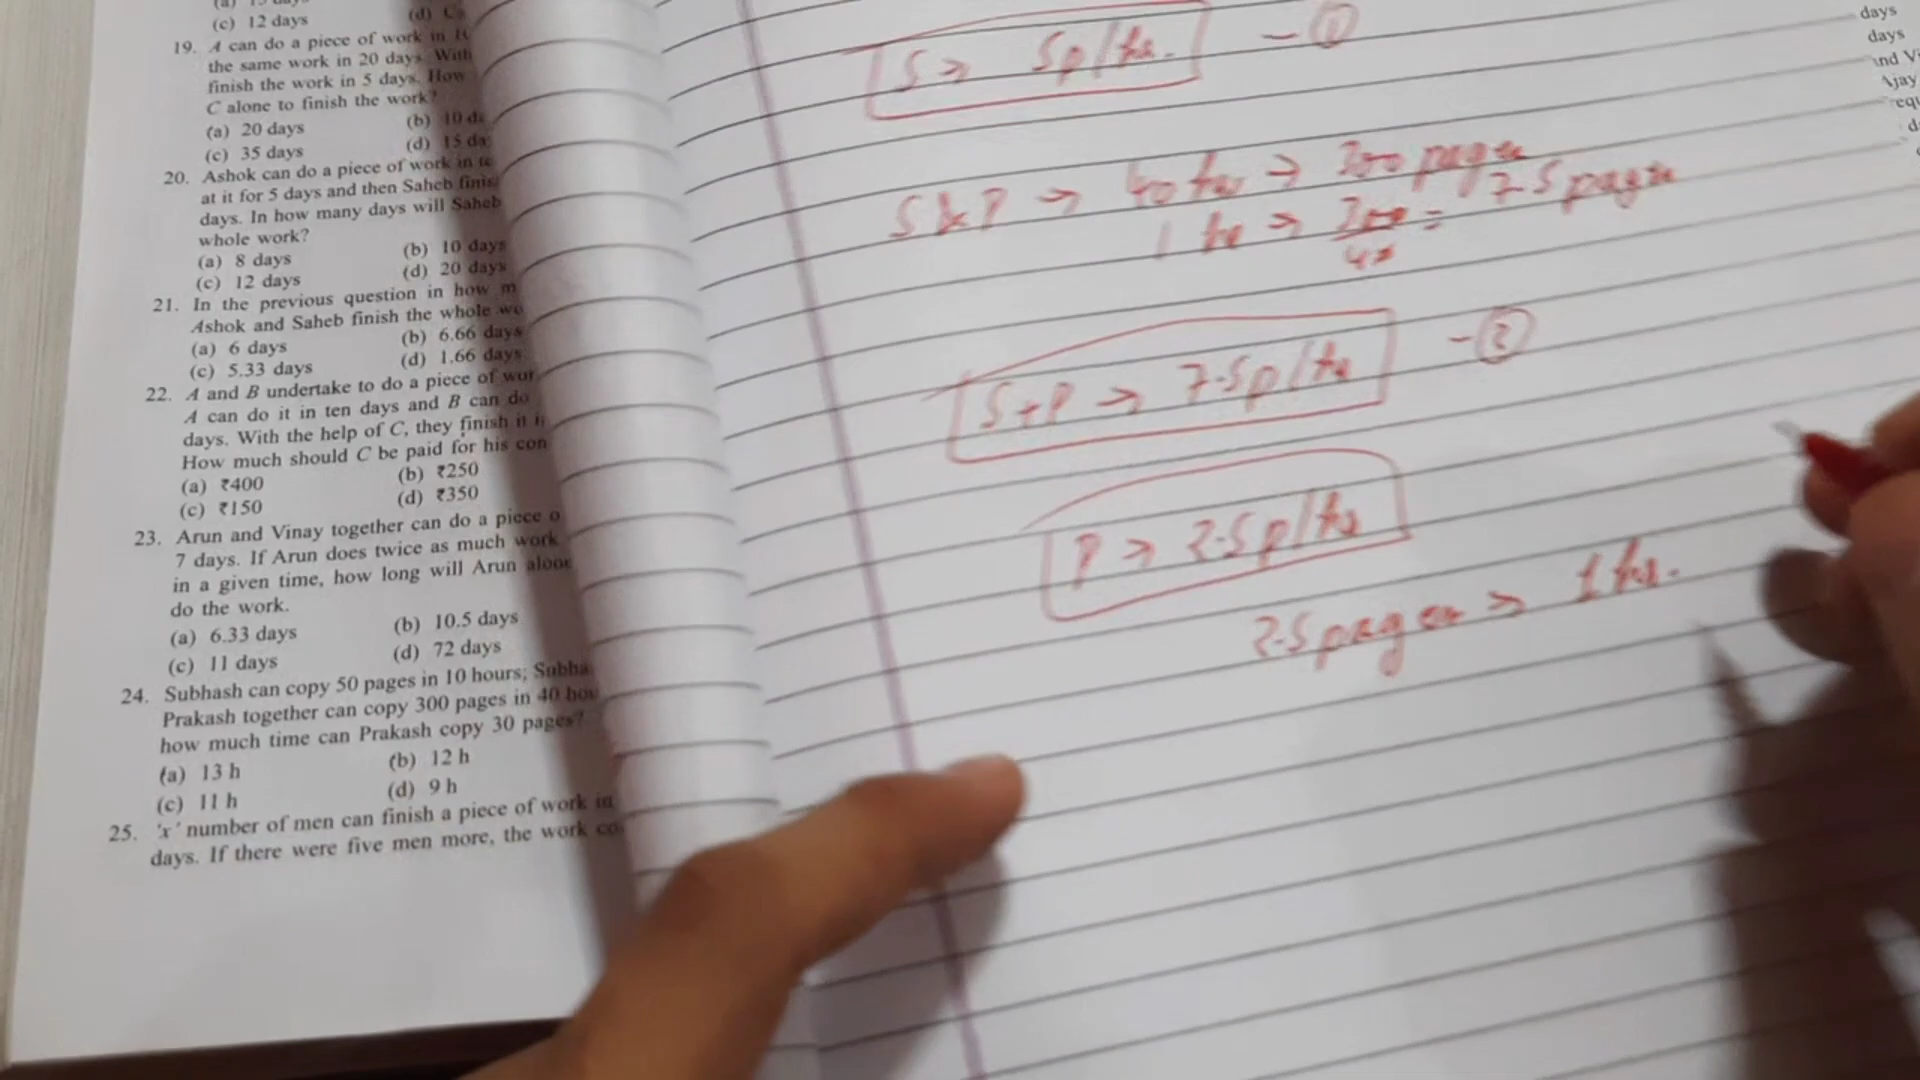 (c) 12 days
(d)
19. A can do a piece of work in
the same work in 20 days. With
finish the work in 5 days. How
C alone to finish the work?
(a) 20 days (b) 10
(c) 35 days (d) 15
20. Ashok can do a piece of work in
at it for 5 days and then Saheb
days. In how many days will Saheb
whole work?
(a) 8 days (b) 10 days
(c) 12 days (d) 20 days
21. In the previous question in how m
Ashok and Saheb finish the whole
(a) 6 days (b) 6.66 days
(c) 5.33 days (d) 1.66 days
22. A and B undertake to do a piece of
A can do it in ten days and B can do
days. With the help of C, they finish it
How much should C be paid for his con
(a) ₹400 (b) ₹250
(c) ₹150 (d) ₹350
23. Arun and Vinay together can do a piece o
7 days. If Arun does twice as much work
in a given time, how long will Arun alone
do the work.
(a) 6.33 days (b) 10.5 days
(c) 11 days (d) 72 days
24. Subhash can copy 50 pages in 10 hours; Subha
Prakash together can copy 300 pages in 40 hou
how much time can Prakash copy 30 pages?
(a) 13 h (b) 12 h
(c) 11 h (d) 9 h
25. 'x' number of men can finish a piece of work in
days. If there were five men more, the work co
S → 5p/hr. - ①
S & P → 40 hrs → 300 pages
1 hr → 300/40 = 7.5 pages
S+P → 7.5p/hr - ②
P → 2.5p/hr
2.5 pages → 1 hr.
days
days
nd V
Ajay